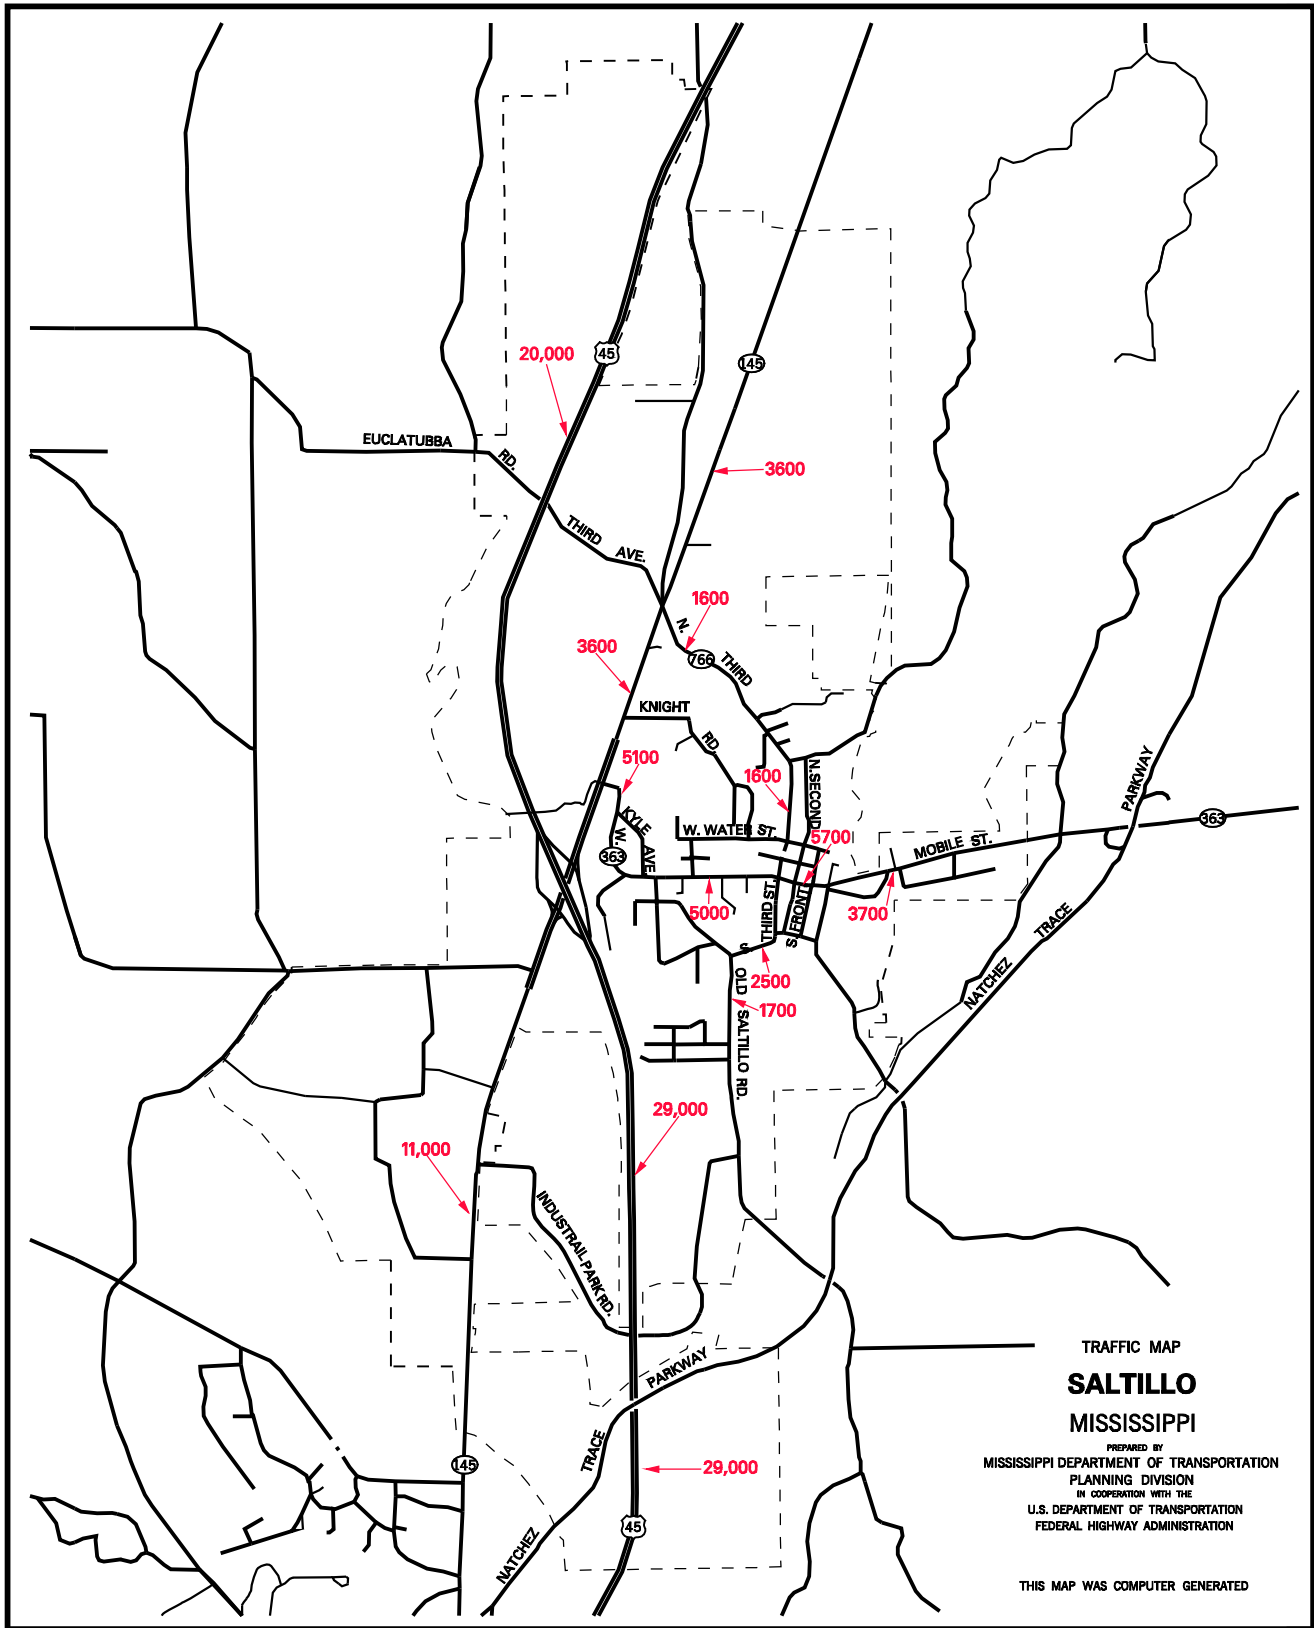 45
20,000
145
EUCLATUBBA
RD.
3600
THIRD
AVE.
1600
N.
3600
766
THIRD
KNIGHT
RD.
5100
1600
N. SECOND
PARKWAY
KYLE
AVE.
W.
363
W. WATER ST.
5700
MOBILE ST.
363
5000
THIRD ST.
S. FRONT
3700
TRACE
S.
2500
NATCHEZ
OLD SALTILLO RD.
1700
29,000
11,000
INDUSTRAIL PARK RD.
PARKWAY
TRACE
145
29,000
45
NATCHEZ
TRAFFIC MAP
SALTILLO
MISSISSIPPI
PREPARED BY
MISSISSIPPI DEPARTMENT OF TRANSPORTATION
PLANNING DIVISION
IN COOPERATION WITH THE
U.S. DEPARTMENT OF TRANSPORTATION
FEDERAL HIGHWAY ADMINISTRATION
THIS MAP WAS COMPUTER GENERATED